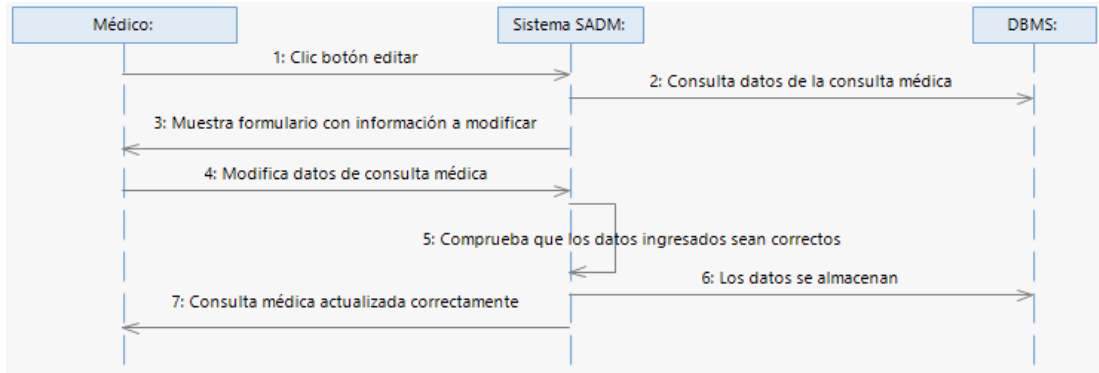 Médico:
Sistema SADM:
DBMS:
1: Clic botón editar
2: Consulta datos de la consulta médica
3: Muestra formulario con información a modificar
4: Modifica datos de consulta médica
5: Comprueba que los datos ingresados sean correctos
6: Los datos se almacenan
7: Consulta médica actualizada correctamente